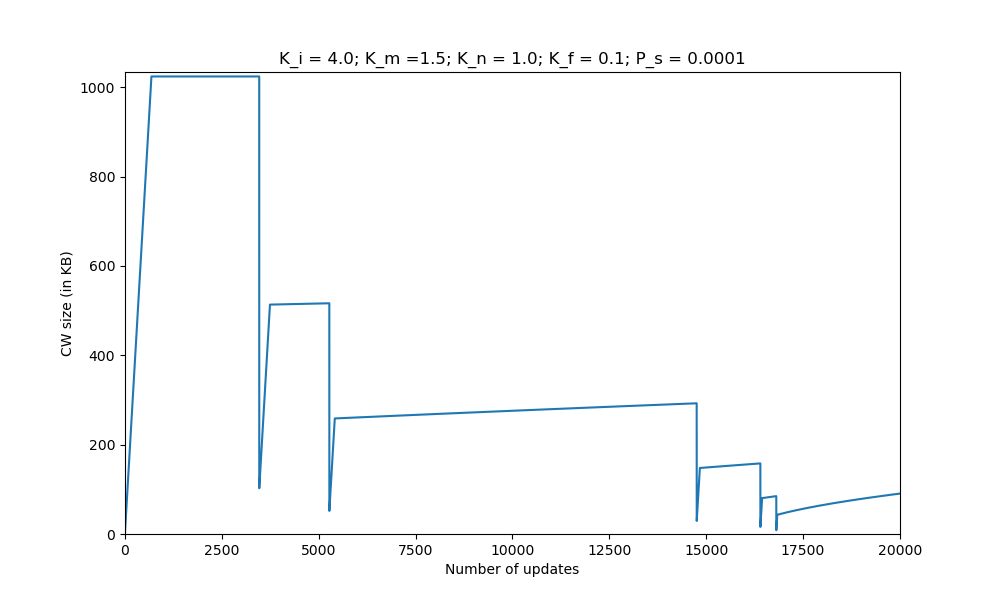 K_i = 4.0; K_m =1.5; K_n = 1.0; K_f = 0.1; P_s = 0.0001
1000
800
600
400
200
0
CW size (in KB)
0 2500 5000 7500 10000 12500 15000 17500 20000
Number of updates